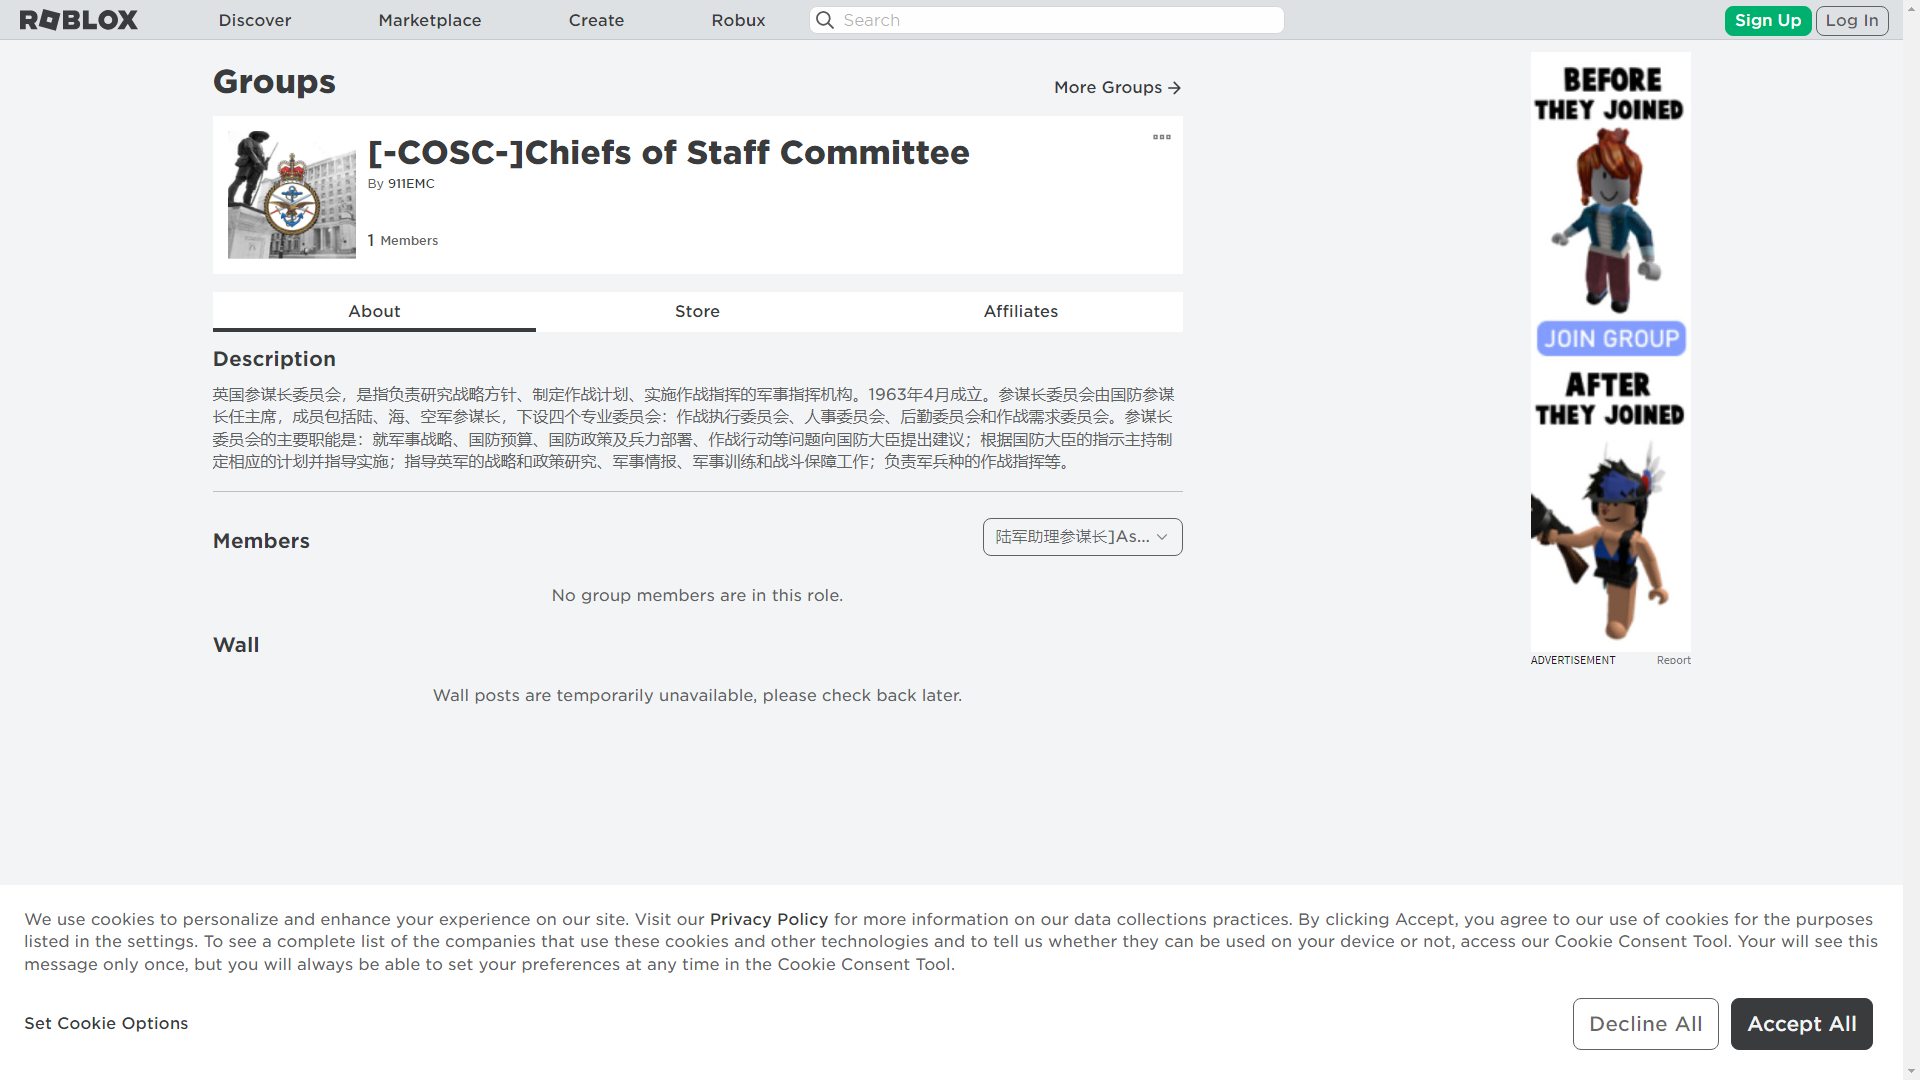 ROBLOX
Discover
Marketplace
Create
Robux
Search
Sign Up
Log In
Groups
More Groups
[-COSC-]Chiefs of Staff Committee
By 911EMC
1 Members
About
Store
Affiliates
Description
英国参谋长委员会，是指负责研究战略方针、制定作战计划、实施作战指挥的军事指挥机构。1963年4月成立。参谋长委员会由国防参谋
长任主席，成员包括陆、海、空军参谋长，下设四个专业委员会：作战执行委员会、人事委员会、后勤委员会和作战需求委员会。参谋长
委员会的主要职能是：就军事战略、国防预算、国防政策及兵力部署、作战行动等问题向国防大臣提出建议；根据国防大臣的指示主持制
定相应的计划并指导实施；指导英军的战略和政策研究、军事情报、军事训练和战斗保障工作；负责军兵种的作战指挥等。
Members
陆军助理参谋长]As...
No group members are in this role.
Wall
Wall posts are temporarily unavailable, please check back later.
BEFORE
THEY JOINED
JOIN GROUP
AFTER
THEY JOINED
ADVERTISEMENT
Report
We use cookies to personalize and enhance your experience on our site. Visit our Privacy Policy for more information on our data collections practices. By clicking Accept, you agree to our use of cookies for the purposes
listed in the settings. To see a complete list of the companies that use these cookies and other technologies and to tell us whether they can be used on your device or not, access our Cookie Consent Tool. Your will see this
message only once, but you will always be able to set your preferences at any time in the Cookie Consent Tool.
Set Cookie Options
Decline All
Accept All